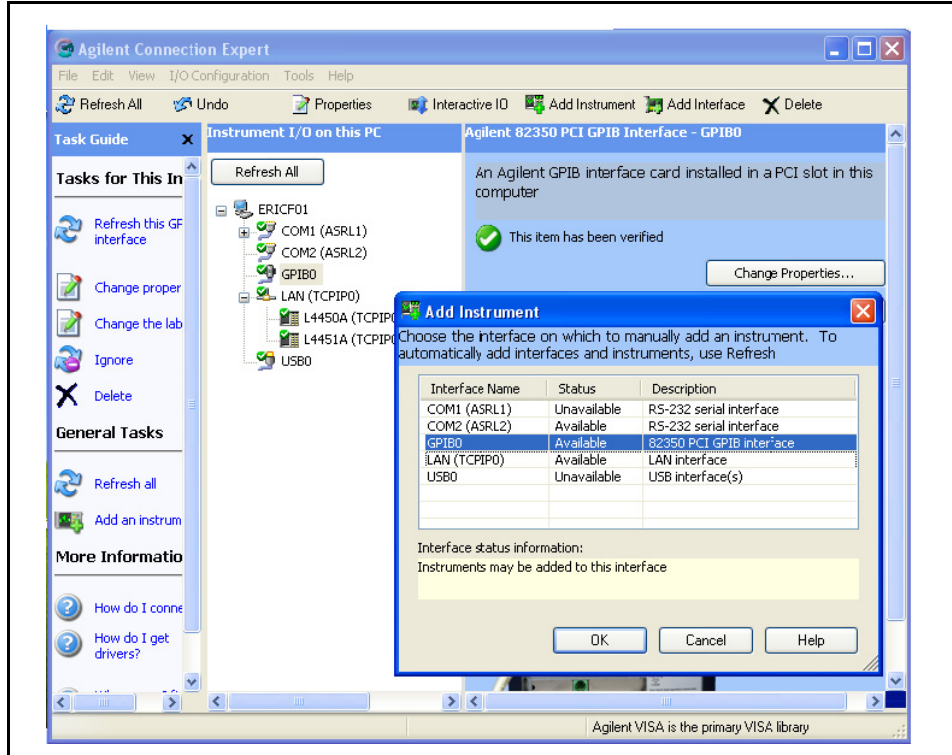 Agilent Connection Expert
File Edit View I/O Configuration Tools Help
Refresh All Undo Properties Interactive IO Add Instrument Add Interface Delete
Task Guide
Tasks for This In
Refresh this GF
interface
Change proper
Change the lab
Ignore
Delete
General Tasks
Refresh all
Add an instrum
More Informatio
How do I conne
How do I get
drivers?
Instrument I/O on this PC
Refresh All
ERICF01
COM1 (ASRL1)
COM2 (ASRL2)
GPIB0
LAN (TCPIP0)
L4450A (TCPIP0
L4451A (TCPIP0
USB0
Agilent 82350 PCI GPIB Interface - GPIB0
An Agilent GPIB interface card installed in a PCI slot in this
computer
This item has been verified
Change Properties...
Add Instrument
Choose the interface on which to manually add an instrument. To
automatically add interfaces and instruments, use Refresh
Interface Name Status Description
COM1 (ASRL1) Unavailable RS-232 serial interface
COM2 (ASRL2) Available RS-232 serial interface
GPIB0 Available 82350 PCI GPIB interface
LAN (TCPIP0) Available LAN interface
USB0 Unavailable USB interface(s)
Interface status information:
Instruments may be added to this interface
OK Cancel Help
Agilent VISA is the primary VISA library